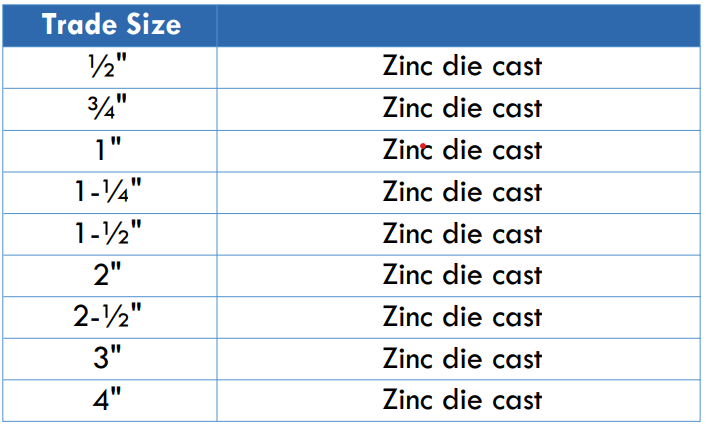 Trade Size
½" Zinc die cast
¾" Zinc die cast
1" Zinc die cast
1-¼" Zinc die cast
1-½" Zinc die cast
2" Zinc die cast
2-½" Zinc die cast
3" Zinc die cast
4" Zinc die cast